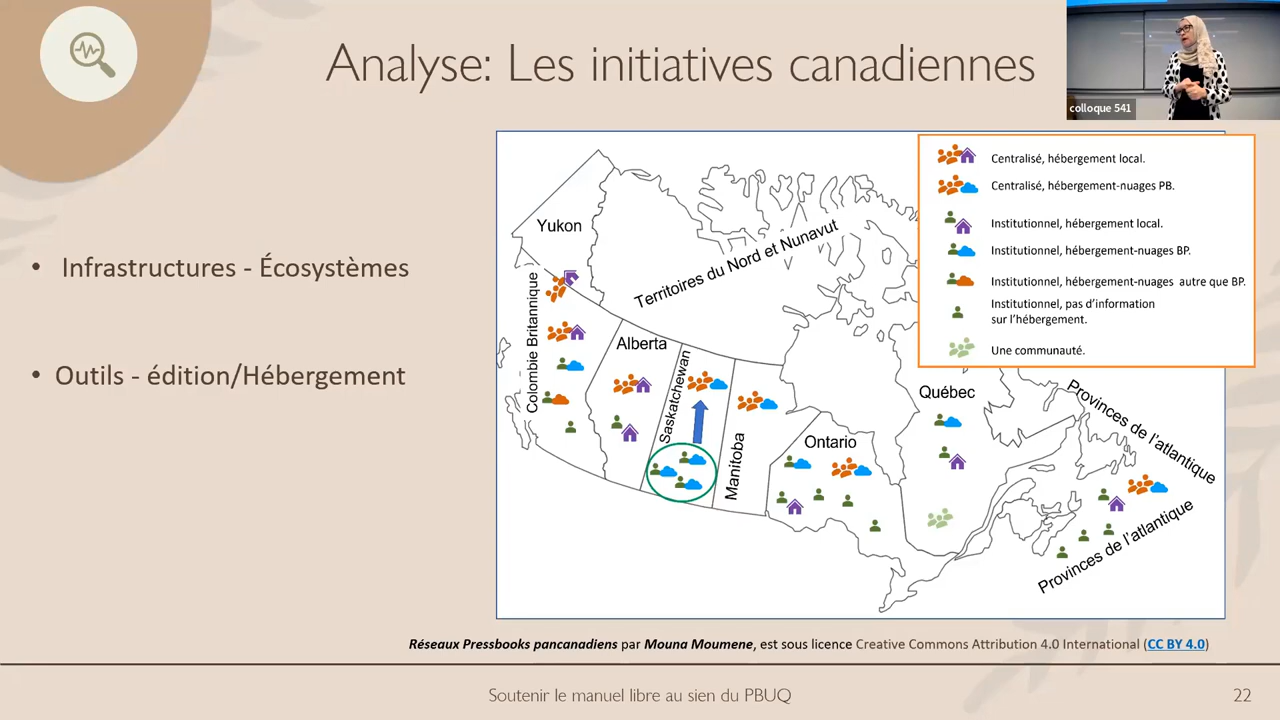 Analyse: Les initiatives canadiennes
colloque 541
• Infrastructures - Écosystèmes
• Outils - édition/Hébergement
Centralisé, hébergement local.
Centralisé, hébergement-nuages PB.
Institutionnel, hébergement local.
Institutionnel, hébergement-nuages BP.
Institutionnel, hébergement-nuages autre que BP.
Institutionnel, pas d’information
sur l’hébergement.
Une communauté.
Yukon
Territoires du Nord et Nunavut
Colombie Britannique
Alberta
Saskatchewan
Manitoba
Ontario
Québec
Provinces de l’atlantique
Provinces de l’atlantique
Réseaux Pressbooks pancanadiens par Mouna Moumene, est sous licence Creative Commons Attribution 4.0 International (CC BY 4.0)
Soutenir le manuel libre au sien du PBUQ
22